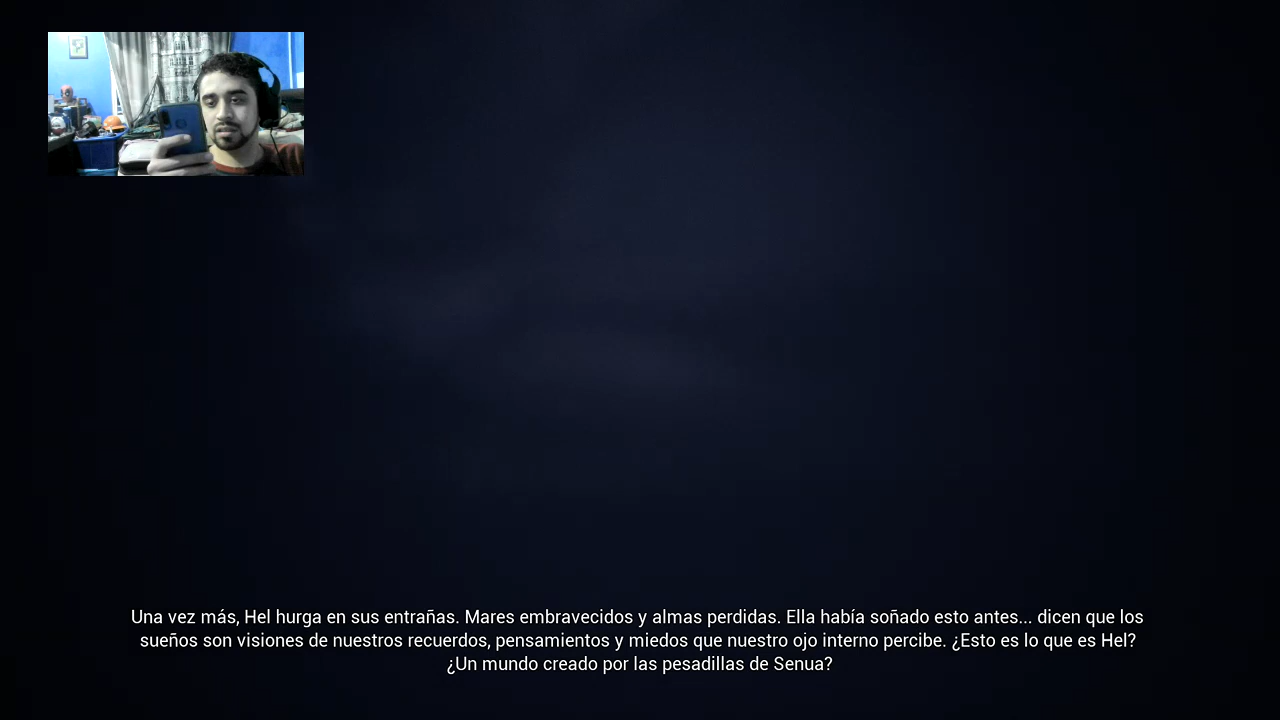 Una vez más, Hel hurga en sus entrañas. Mares embravecidos y almas perdidas. Ella había soñado esto antes... dicen que los
sueños son visiones de nuestros recuerdos, pensamientos y miedos que nuestro ojo interno percibe. ¿Esto es lo que es Hel?
¿Un mundo creado por las pesadillas de Senua?